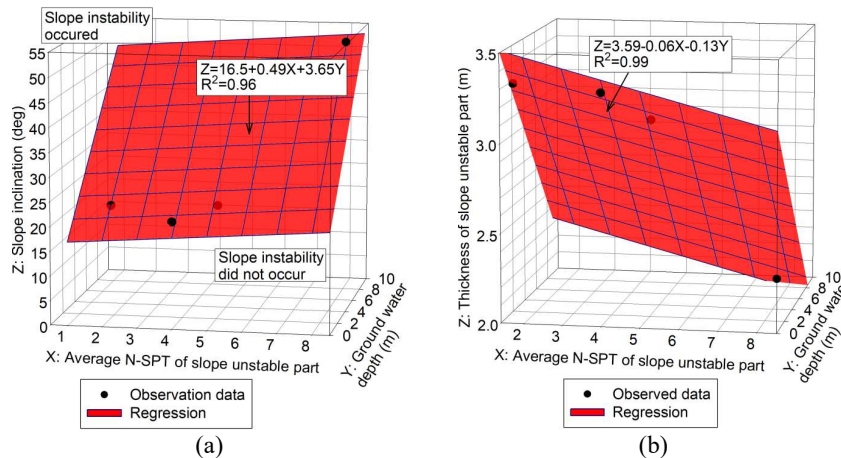 Slope instability
occured
Z=16.5+0.49X+3.65Y
R²=0.96
Slope instability
did not occur
Z: Slope inclination (deg)
55
50
45
40
35
30
25
20
15
10
5
0
1 2 3 4 5 6 7 8
X: Average N-SPT of slope unstable part
0 2 4 6 8 10
Y: Ground water
depth (m)
Observation data
Regression
(a)
Z=3.59-0.06X-0.13Y
R²=0.99
Z: Thickness of slope unstable part (m)
3.5
3.0
2.5
2.0
2 3 4 5 6 7 8
X: Average N-SPT of slope unstable part
0 2 4 6 8 10
Y: Ground water
depth (m)
Observed data
Regression
(b)